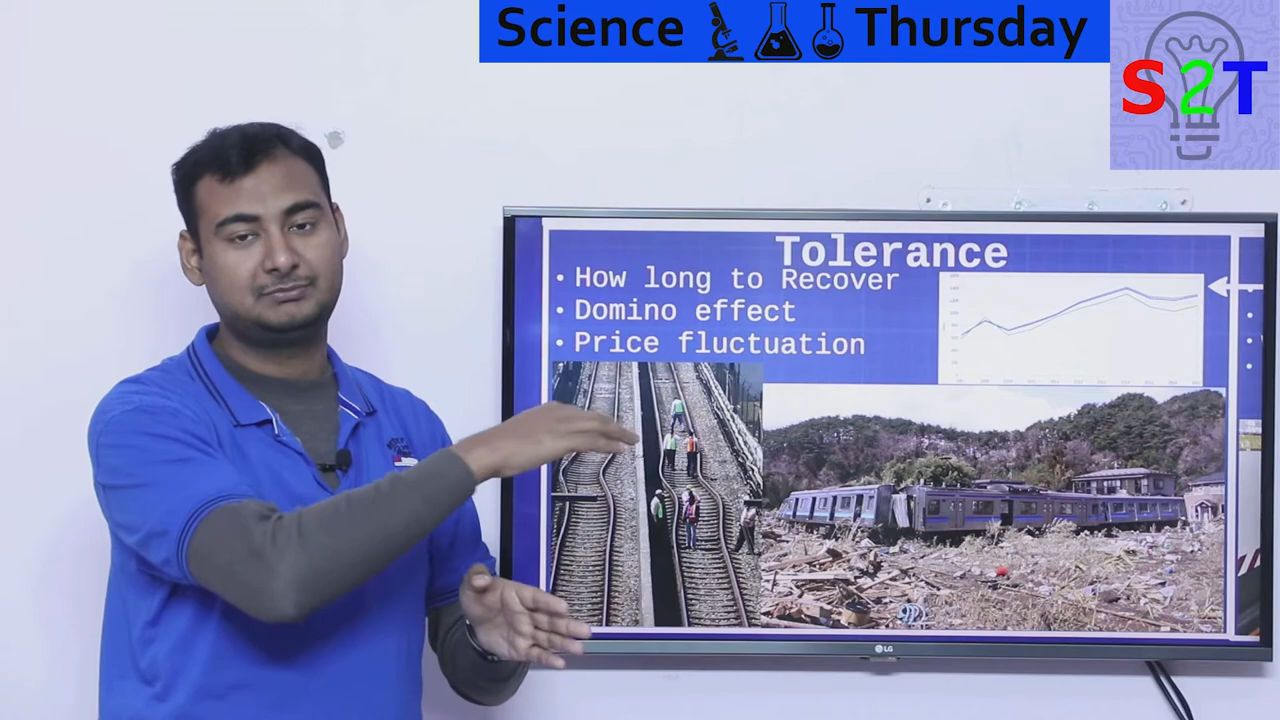 Science Thursday
S2T
Tolerance
• How long to Recover
• Domino effect
• Price fluctuation
LG